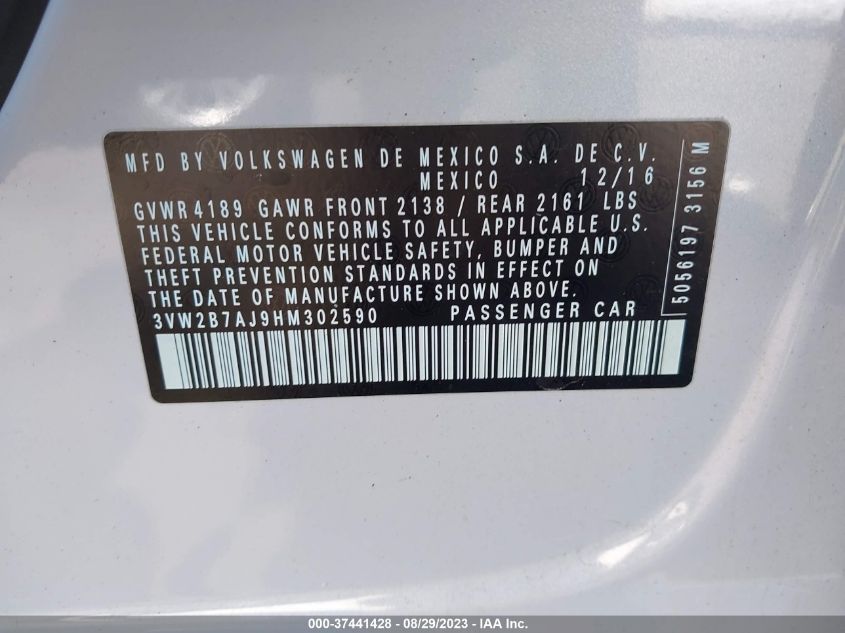 MFD BY VOLKSWAGEN DE MEXICO S.A. DE C.V.
MEXICO 12/16
GVWR 4189 GAWR FRONT 2138 / REAR 2161 LBS
THIS VEHICLE CONFORMS TO ALL APPLICABLE U.S.
FEDERAL MOTOR VEHICLE SAFETY, BUMPER AND
THEFT PREVENTION STANDARDS IN EFFECT ON
THE DATE OF MANUFACTURE SHOWN ABOVE.
3VW2B7AJ9HM302590 PASSENGER CAR
5056197 3156 M
000-37441428 - 08/29/2023 - IAA Inc.